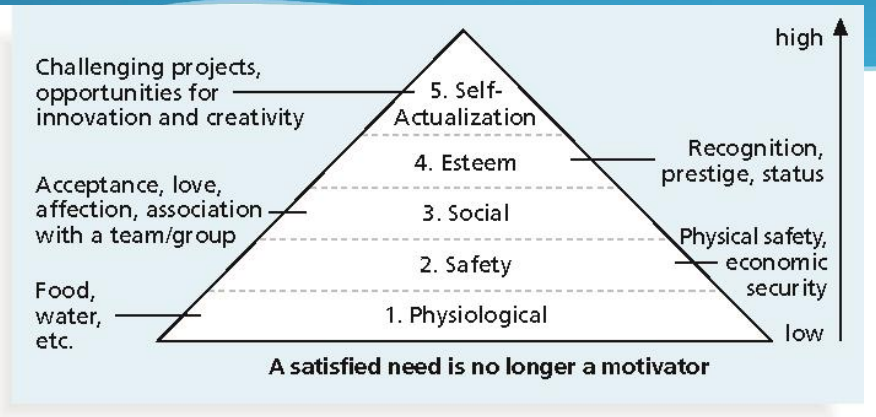 high
Challenging projects,
opportunities for
innovation and creativity
5. Self-
Actualization
Recognition,
prestige, status
4. Esteem
Acceptance, love,
affection, association
with a team/group
3. Social
Physical safety,
economic
security
2. Safety
Food,
water,
etc.
1. Physiological
low
A satisfied need is no longer a motivator